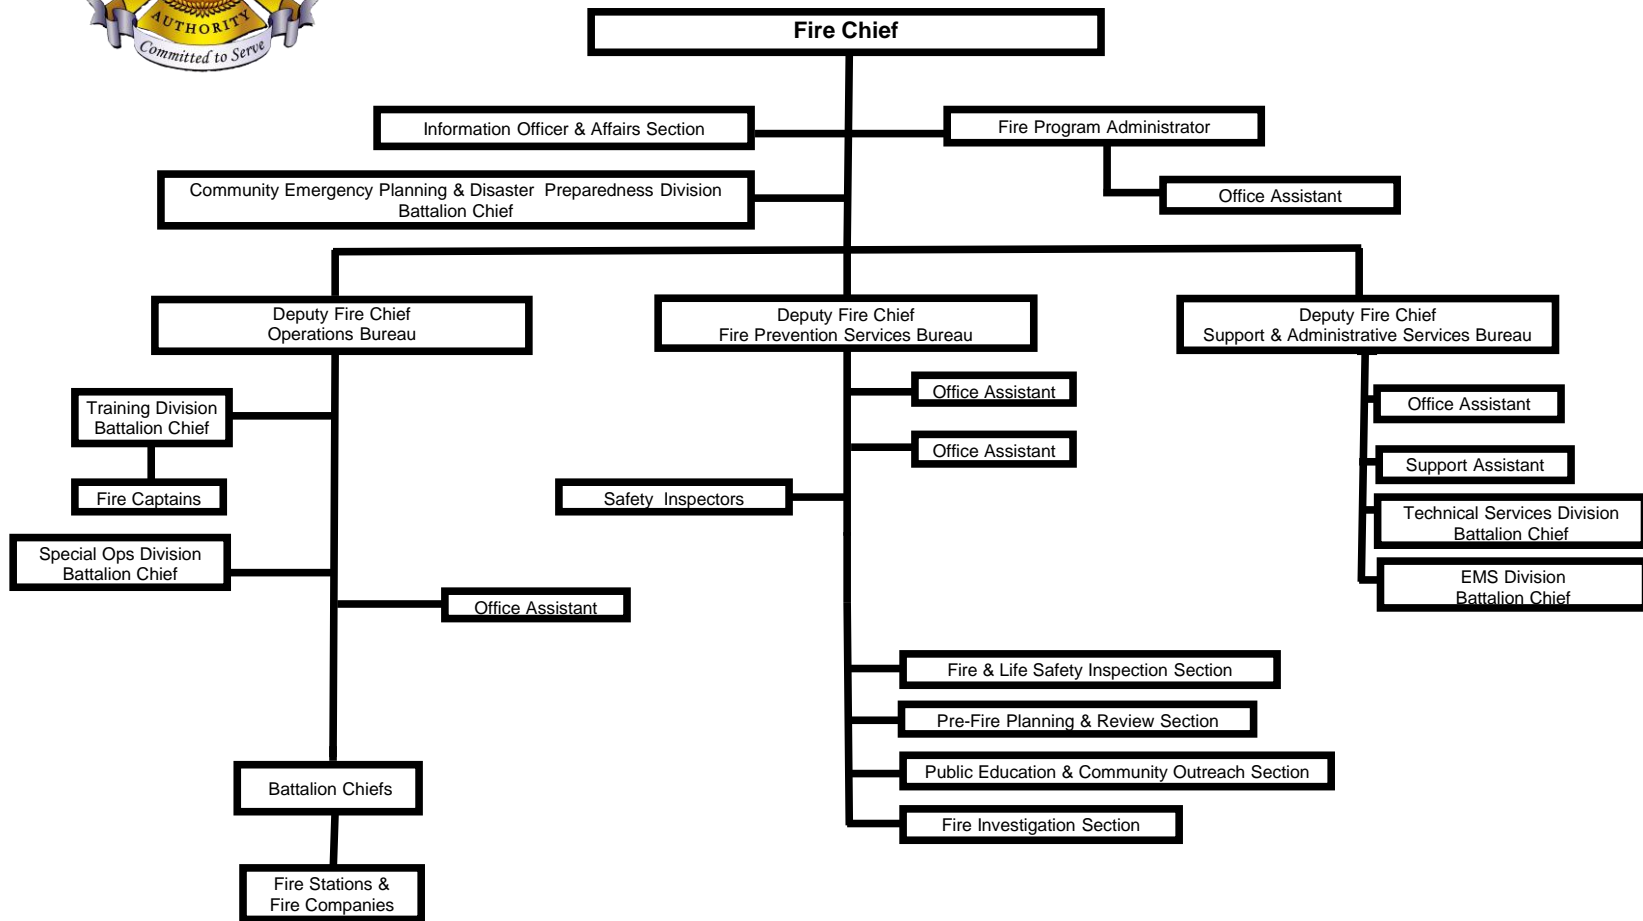 AUTHORITY
Committed to Serve
Fire Chief
Information Officer & Affairs Section
Fire Program Administrator
Community Emergency Planning & Disaster Preparedness Division
Battalion Chief
Office Assistant
Deputy Fire Chief
Operations Bureau
Deputy Fire Chief
Fire Prevention Services Bureau
Deputy Fire Chief
Support & Administrative Services Bureau
Training Division
Battalion Chief
Fire Captains
Special Ops Division
Battalion Chief
Office Assistant
Battalion Chiefs
Fire Stations &
Fire Companies
Office Assistant
Office Assistant
Safety Inspectors
Fire & Life Safety Inspection Section
Pre-Fire Planning & Review Section
Public Education & Community Outreach Section
Fire Investigation Section
Office Assistant
Support Assistant
Technical Services Division
Battalion Chief
EMS Division
Battalion Chief